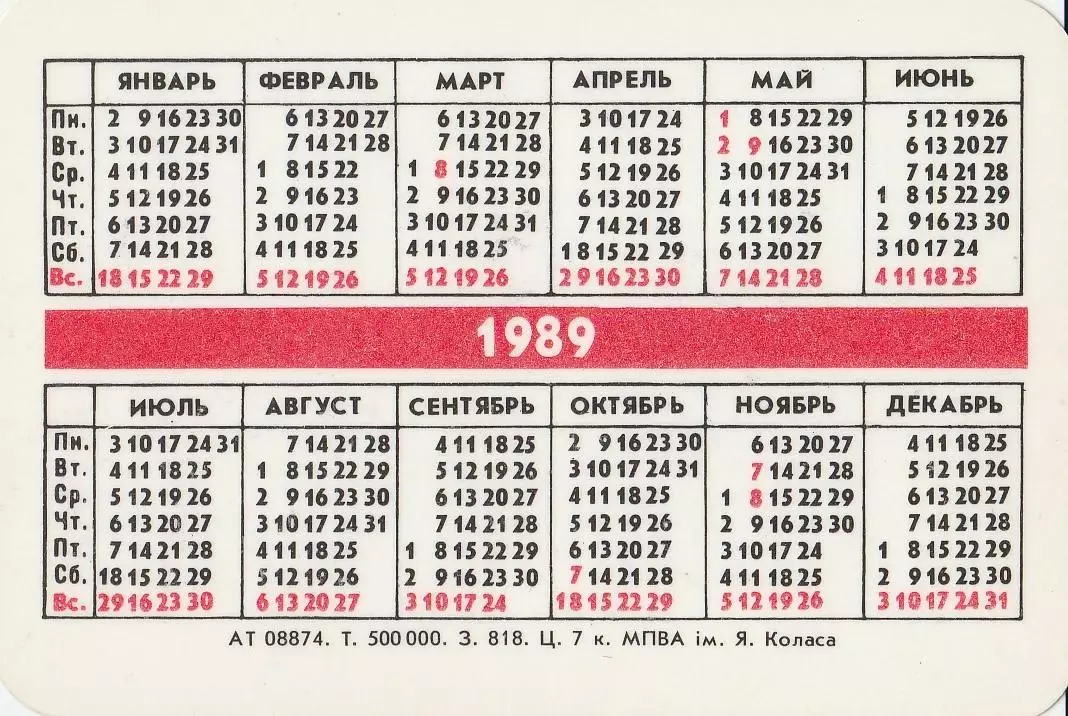 ЯНВАРЬ ФЕВРАЛЬ МАРТ АПРЕЛЬ МАЙ ИЮНЬ
Пн. 2 9 16 23 30 6 13 20 27 6 13 20 27 3 10 17 24 1 8 15 22 29 5 12 19 26
Вт. 3 10 17 24 31 7 14 21 28 7 14 21 28 4 11 18 25 2 9 16 23 30 6 13 20 27
Ср. 4 11 18 25 1 8 15 22 1 8 15 22 29 5 12 19 26 3 10 17 24 31 7 14 21 28
Чт. 5 12 19 26 2 9 16 23 2 9 16 23 30 6 13 20 27 4 11 18 25 1 8 15 22 29
Пт. 6 13 20 27 3 10 17 24 3 10 17 24 31 7 14 21 28 5 12 19 26 2 9 16 23 30
Сб. 7 14 21 28 4 11 18 25 4 11 18 25 1 8 15 22 29 6 13 20 27 3 10 17 24
Вс. 1 8 15 22 29 5 12 19 26 5 12 19 26 2 9 16 23 30 7 14 21 28 4 11 18 25
1989
ИЮЛЬ АВГУСТ СЕНТЯБРЬ ОКТЯБРЬ НОЯБРЬ ДЕКАБРЬ
Пн. 3 10 17 24 31 7 14 21 28 4 11 18 25 2 9 16 23 30 6 13 20 27 4 11 18 25
Вт. 4 11 18 25 1 8 15 22 29 5 12 19 26 3 10 17 24 31 7 14 21 28 5 12 19 26
Ср. 5 12 19 26 2 9 16 23 30 6 13 20 27 4 11 18 25 1 8 15 22 29 6 13 20 27
Чт. 6 13 20 27 3 10 17 24 31 7 14 21 28 5 12 19 26 2 9 16 23 30 7 14 21 28
Пт. 7 14 21 28 4 11 18 25 1 8 15 22 29 6 13 20 27 3 10 17 24 1 8 15 22 29
Сб. 1 8 15 22 29 5 12 19 26 2 9 16 23 30 7 14 21 28 4 11 18 25 2 9 16 23 30
Вс. 2 9 16 23 30 6 13 20 27 3 10 17 24 1 8 15 22 29 5 12 19 26 3 10 17 24 31
АТ 08874. Т. 500 000. З. 818. Ц. 7 к. МПВА ім. Я. Коласа